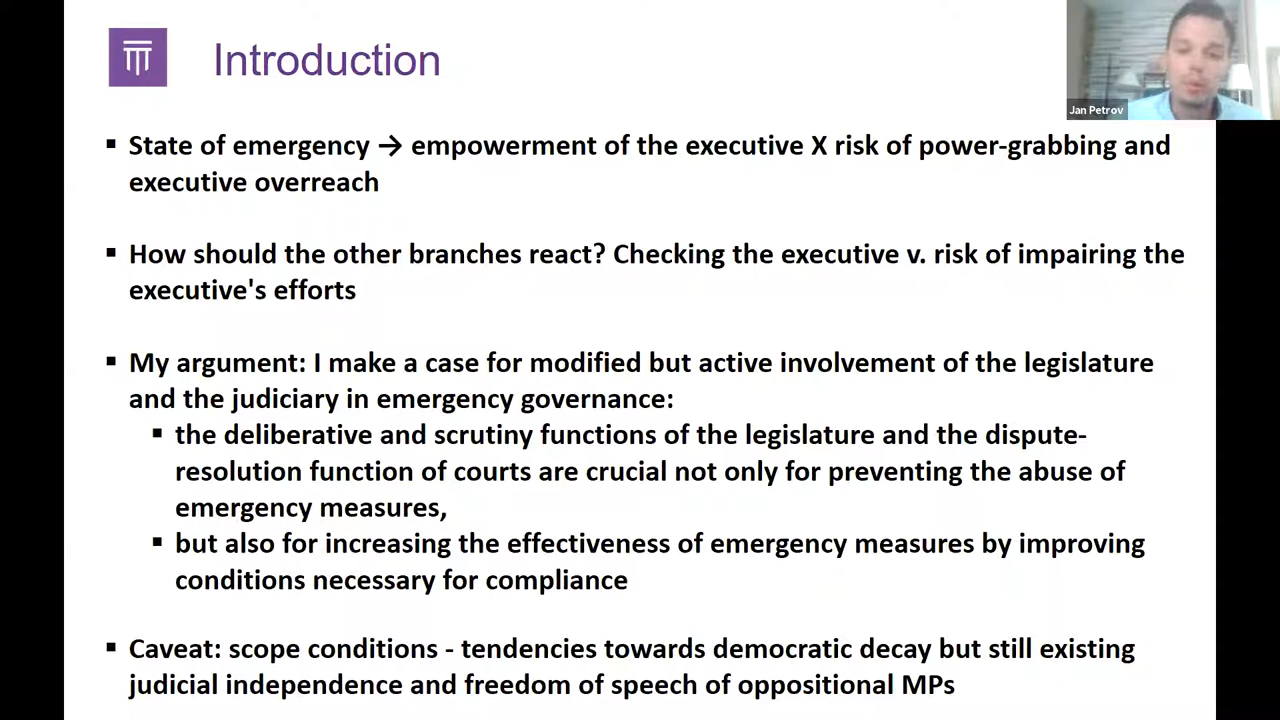 Introduction
Jan Petrov
▪ State of emergency → empowerment of the executive X risk of power-grabbing and
executive overreach
▪ How should the other branches react? Checking the executive v. risk of impairing the
executive's efforts
▪ My argument: I make a case for modified but active involvement of the legislature
and the judiciary in emergency governance:
▪ the deliberative and scrutiny functions of the legislature and the dispute-
resolution function of courts are crucial not only for preventing the abuse of
emergency measures,
▪ but also for increasing the effectiveness of emergency measures by improving
conditions necessary for compliance
▪ Caveat: scope conditions - tendencies towards democratic decay but still existing
judicial independence and freedom of speech of oppositional MPs